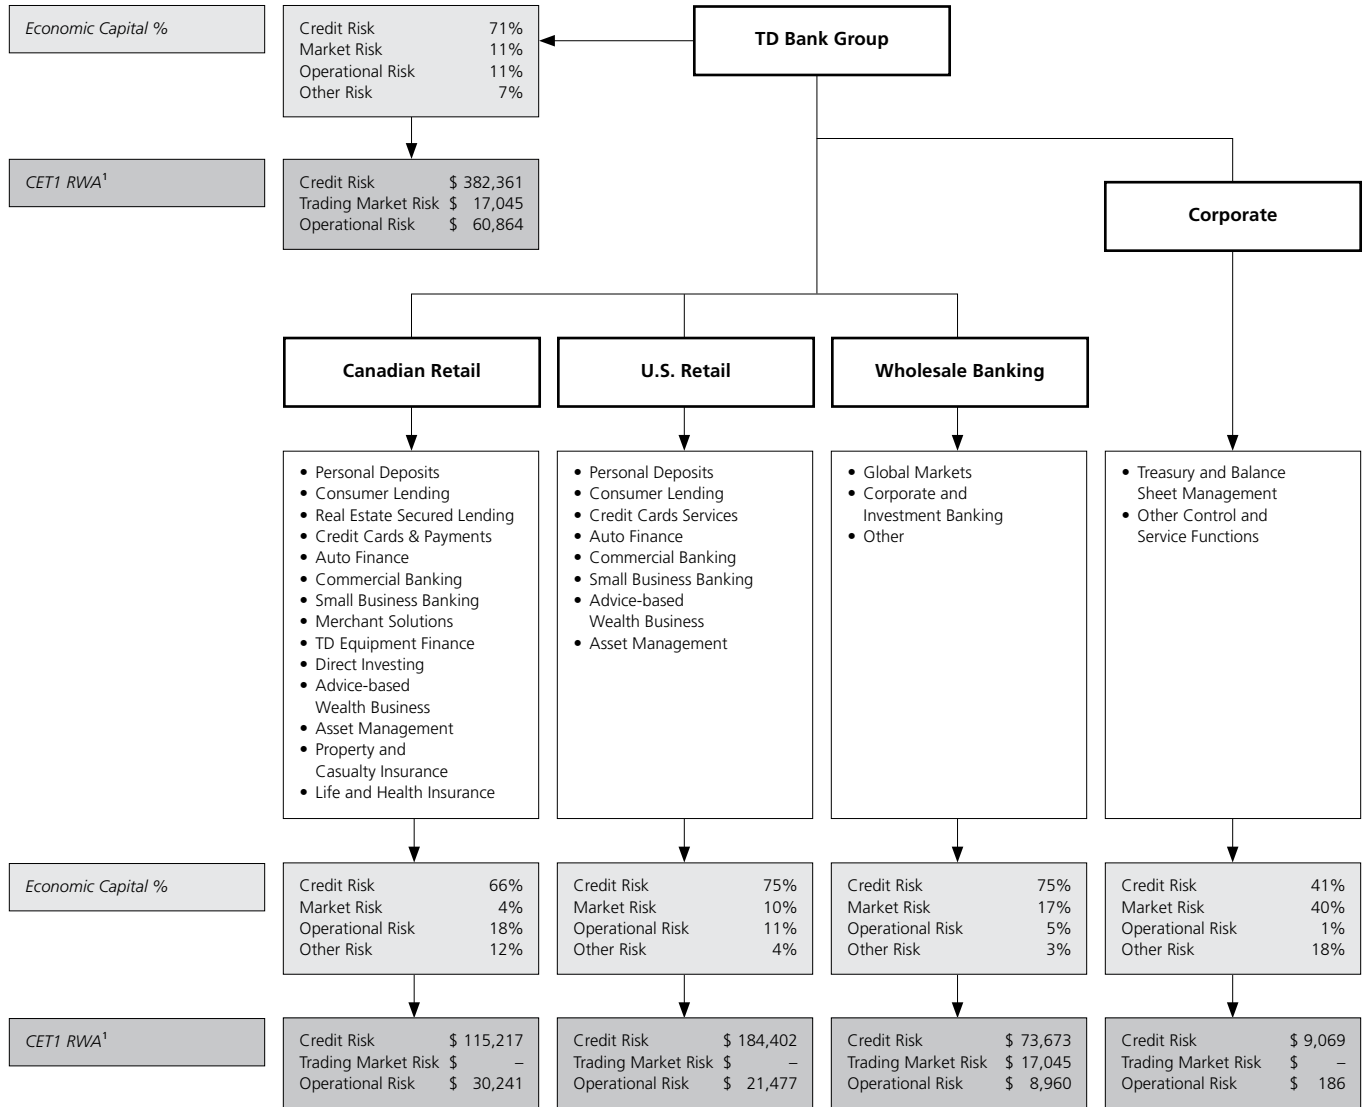 Economic Capital %
Credit Risk 71%
Market Risk 11%
Operational Risk 11%
Other Risk 7%
TD Bank Group
CET1 RWA¹
Credit Risk $ 382,361
Trading Market Risk $ 17,045
Operational Risk $ 60,864
Corporate
Canadian Retail
U.S. Retail
Wholesale Banking
• Personal Deposits
• Consumer Lending
• Real Estate Secured Lending
• Credit Cards & Payments
• Auto Finance
• Commercial Banking
• Small Business Banking
• Merchant Solutions
• TD Equipment Finance
• Direct Investing
• Advice-based
Wealth Business
• Asset Management
• Property and
Casualty Insurance
• Life and Health Insurance
• Personal Deposits
• Consumer Lending
• Credit Cards Services
• Auto Finance
• Commercial Banking
• Small Business Banking
• Advice-based
Wealth Business
• Asset Management
• Global Markets
• Corporate and
Investment Banking
• Other
• Treasury and Balance
Sheet Management
• Other Control and
Service Functions
Economic Capital %
Credit Risk 66%
Market Risk 4%
Operational Risk 18%
Other Risk 12%
Credit Risk 75%
Market Risk 10%
Operational Risk 11%
Other Risk 4%
Credit Risk 75%
Market Risk 17%
Operational Risk 5%
Other Risk 3%
Credit Risk 41%
Market Risk 40%
Operational Risk 1%
Other Risk 18%
CET1 RWA¹
Credit Risk $ 115,217
Trading Market Risk $ –
Operational Risk $ 30,241
Credit Risk $ 184,402
Trading Market Risk $ –
Operational Risk $ 21,477
Credit Risk $ 73,673
Trading Market Risk $ 17,045
Operational Risk $ 8,960
Credit Risk $ 9,069
Trading Market Risk $ –
Operational Risk $ 186